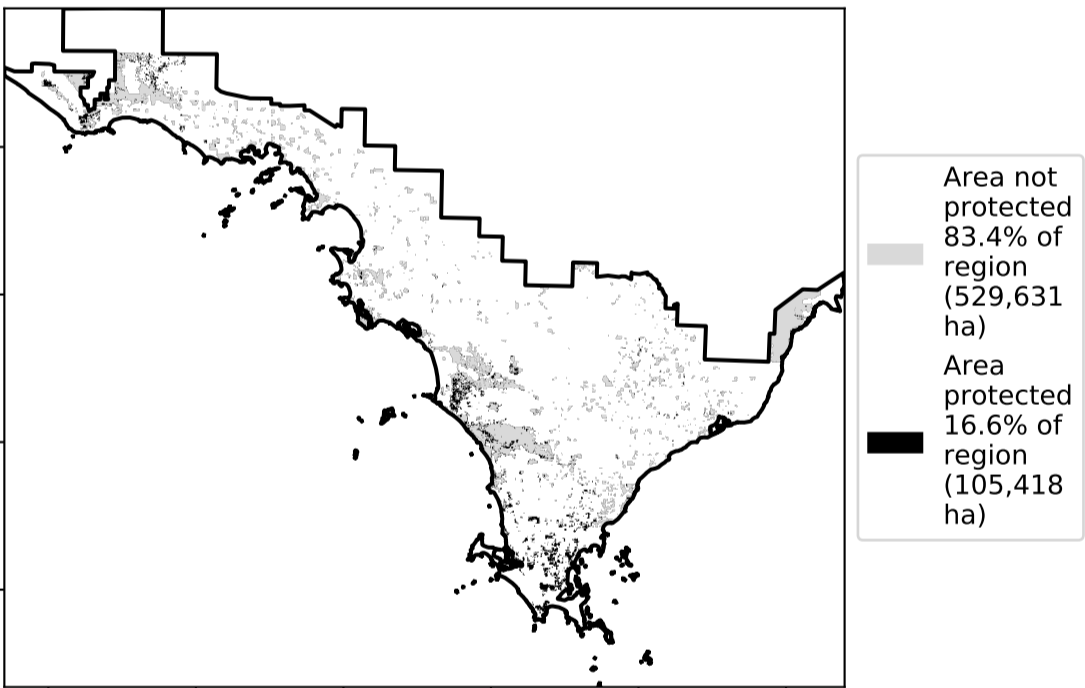 Area not
protected
83.4% of
region
(529,631
ha)
Area
protected
16.6% of
region
(105,418
ha)